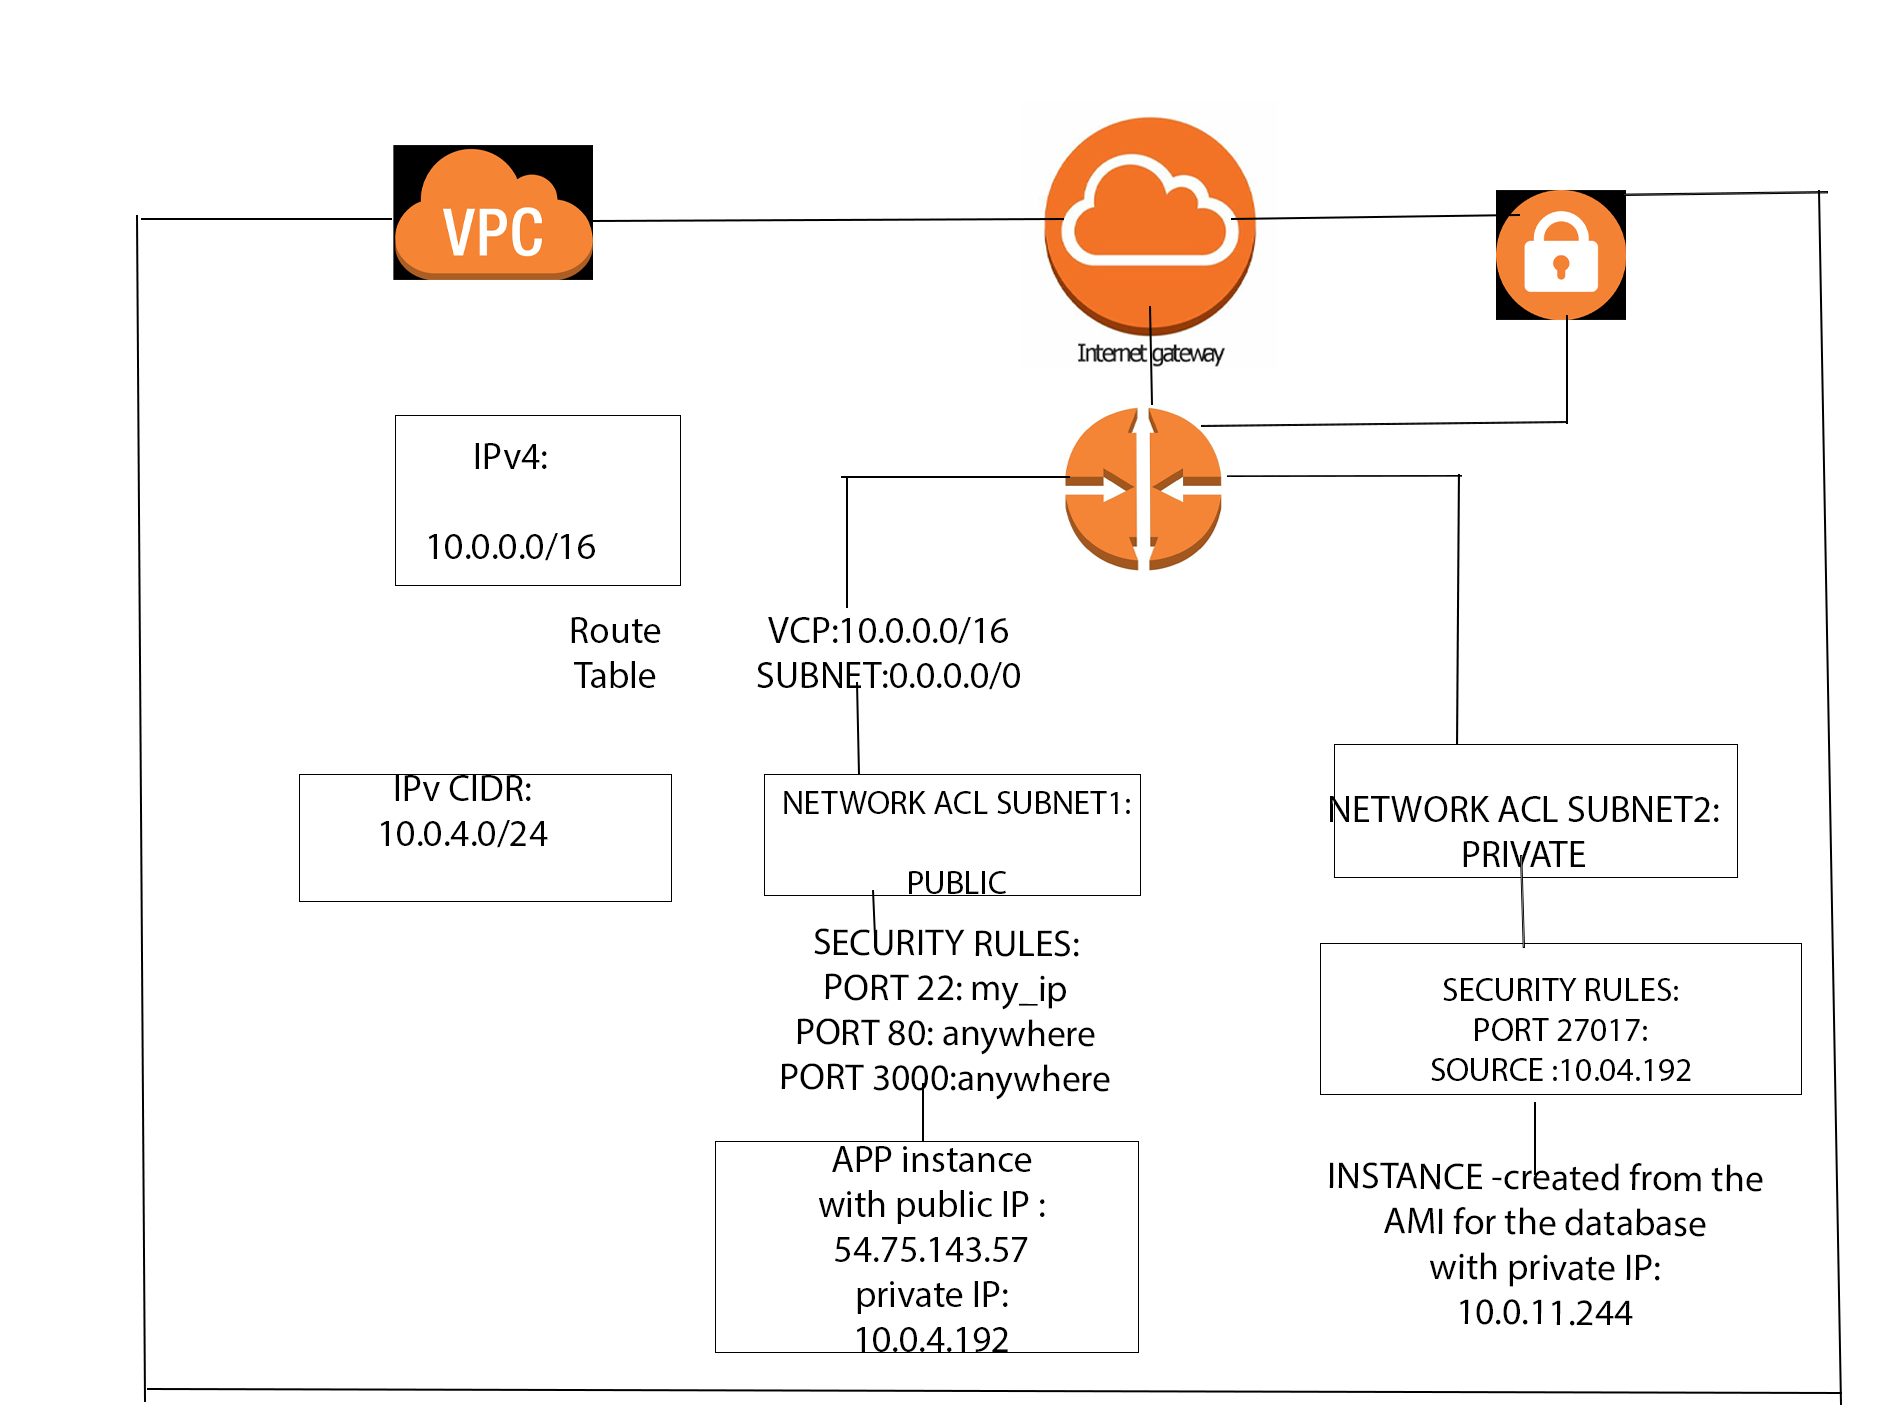 VPC
Internet gateway
IPv4:
10.0.0.0/16
Route
Table
VCP:10.0.0.0/16
SUBNET:0.0.0.0/0
IPv CIDR:
10.0.4.0/24
NETWORK ACL SUBNET1:
PUBLIC
NETWORK ACL SUBNET2:
PRIVATE
SECURITY RULES:
PORT 22: my_ip
PORT 80: anywhere
PORT 3000:anywhere
SECURITY RULES:
PORT 27017:
SOURCE :10.04.192
APP instance
with public IP :
54.75.143.57
private IP:
10.0.4.192
INSTANCE -created from the
AMI for the database
with private IP:
10.0.11.244